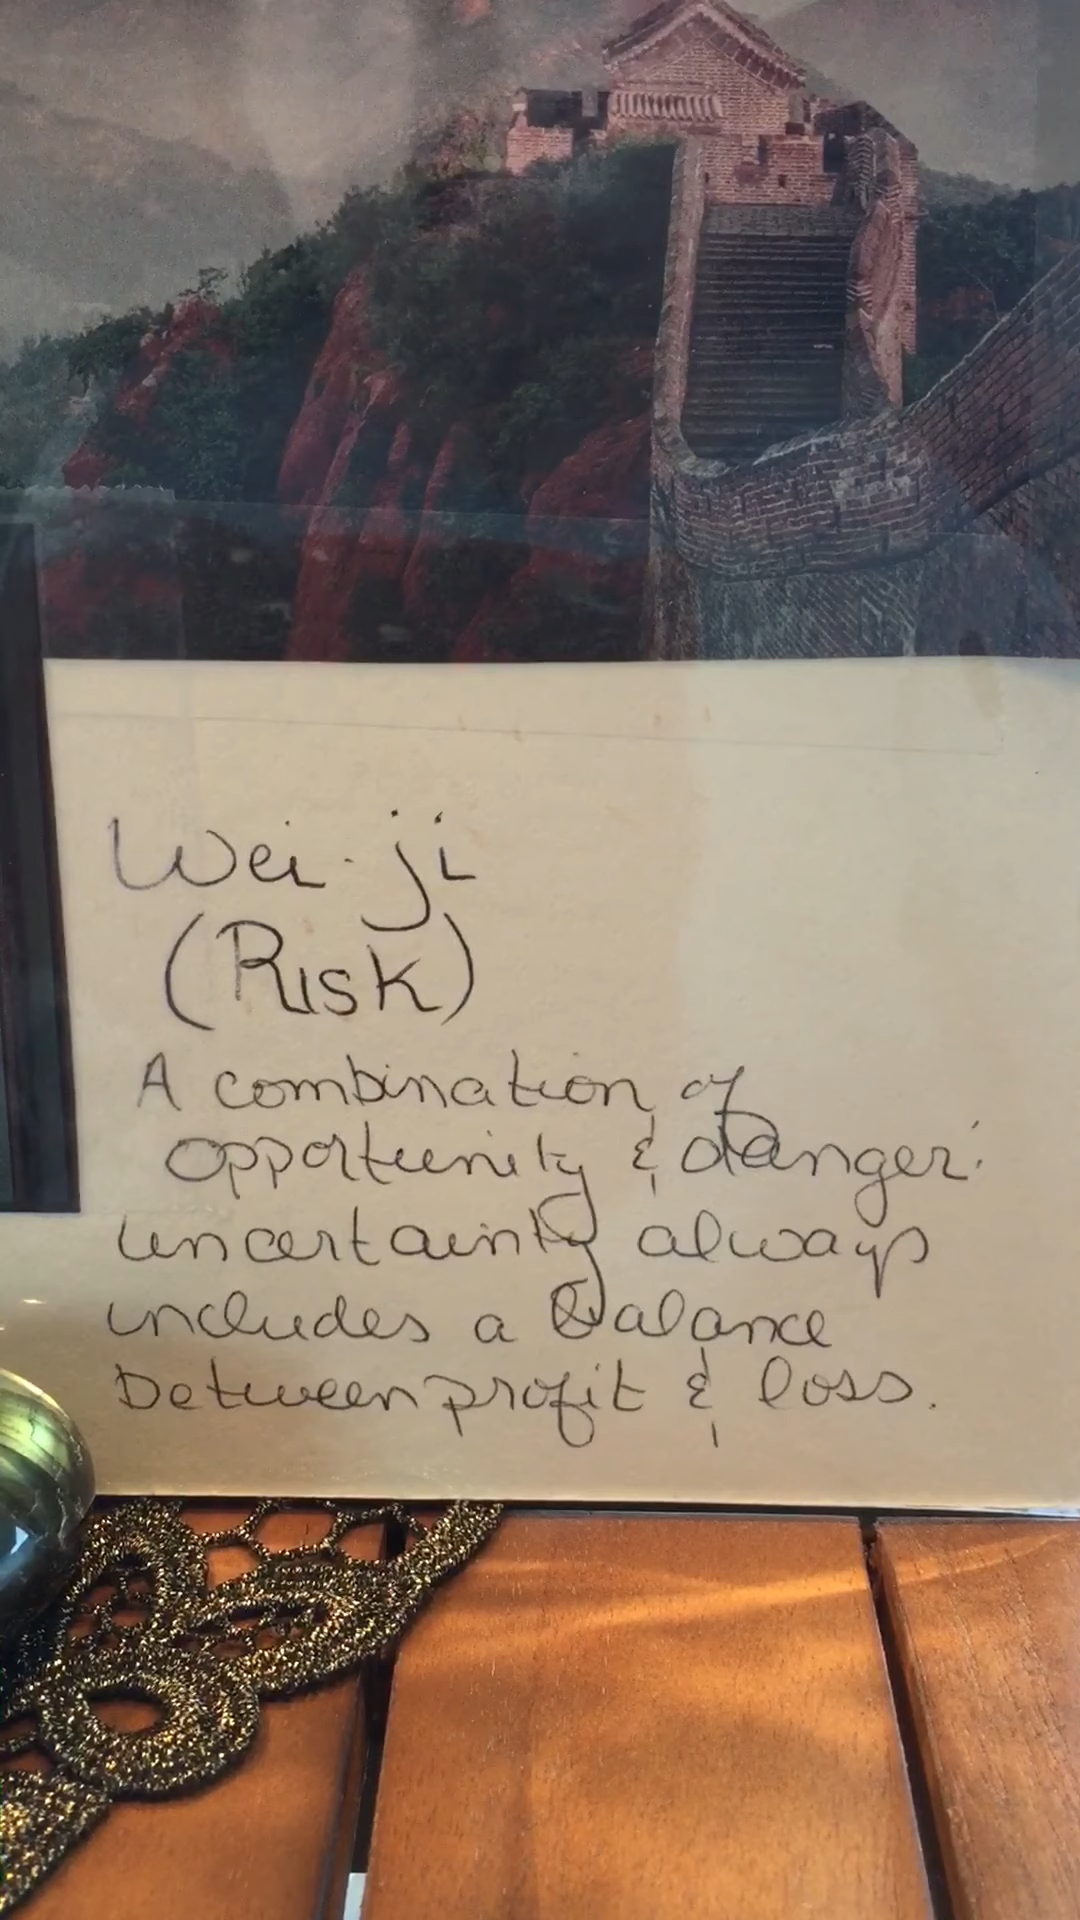 Wei-ji
(Risk)
A combination of
opportunity & danger:
uncertainty always
includes a balance
between profit & loss.